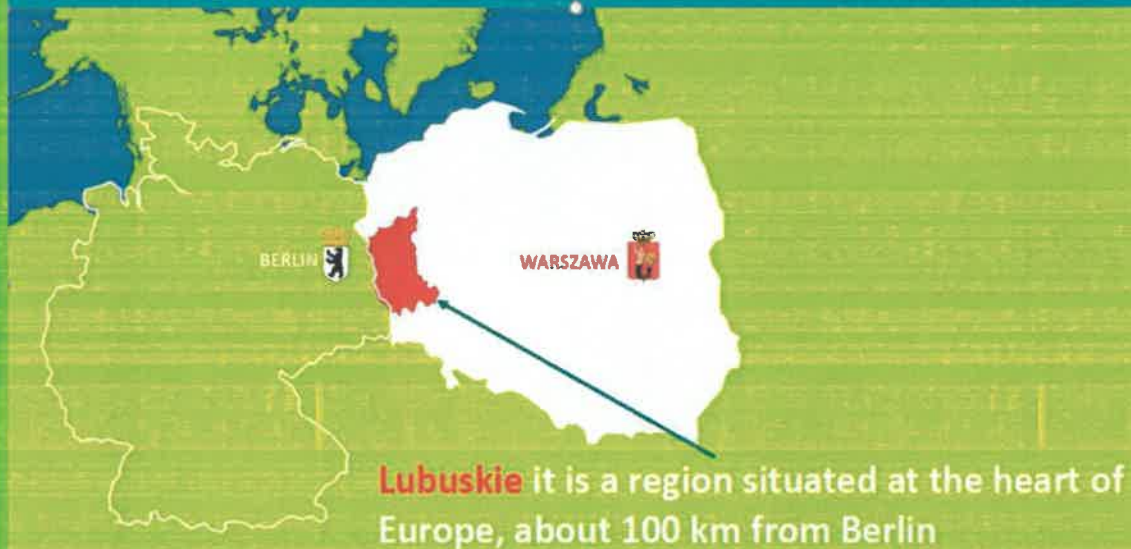 BERLIN
WARSZAWA
Lubuskie it is a region situated at the heart of
Europe, about 100 km from Berlin